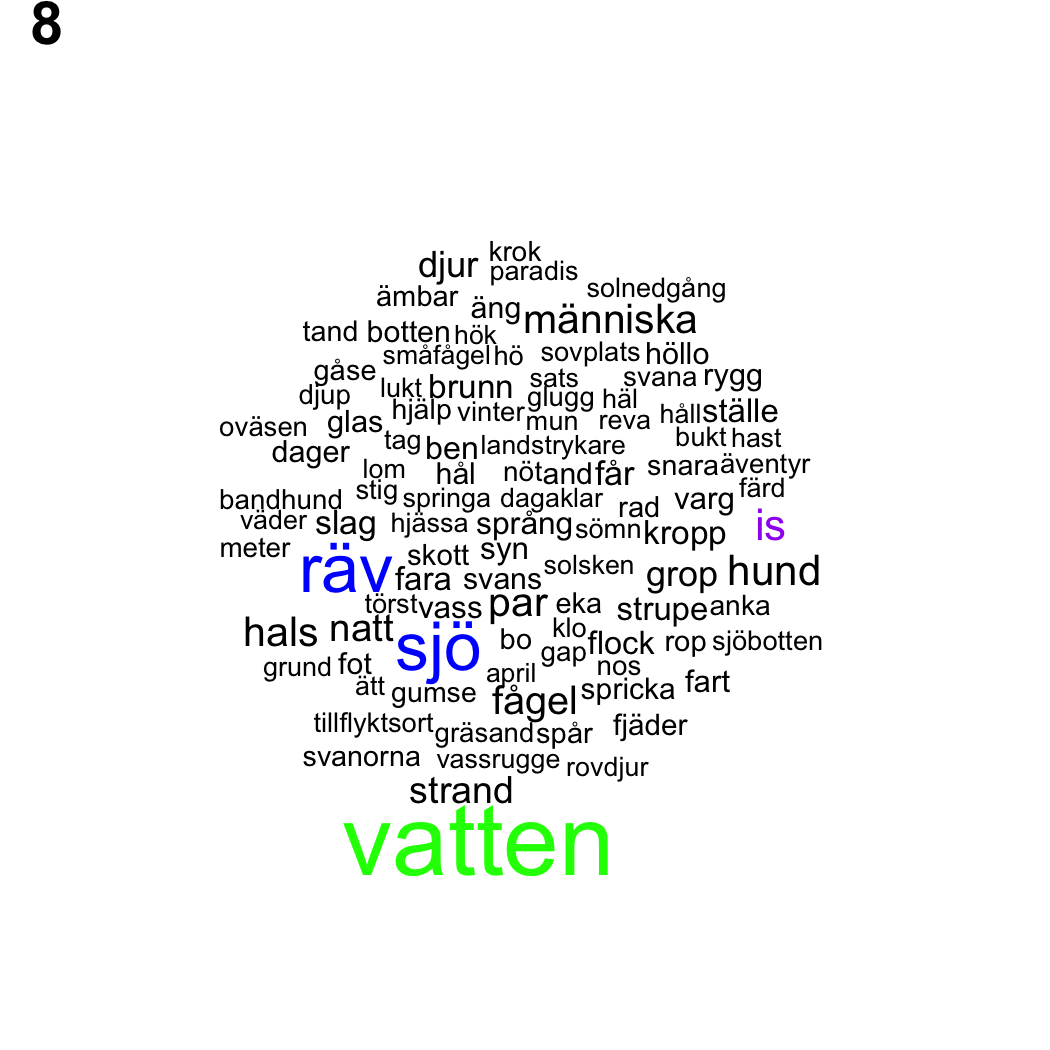 8
krok
djur
paradis
solnedgång
ämbar
äng
människa
tand botten hök
småfågel hö sovplats höllo
gåse
lukt brunn sats svana rygg
djup
glugg häl
hjälp vinter mun reva håll ställe
oväsen glas
tag ben landstrykare bukt hast
dager
lom hål nöt and får snara äventyr
stig
bandhund springa dagaklar rad varg färd
väder slag hjässa språng sömn kropp is
meter
räv skott syn
fara svans solsken grop hund
törst vass par eka strupe anka
hals natt sjö bo klo flock rop sjöbotten
gap
grund fot april nos
ätt gumse fågel spricka fart
tillflyktsort gräsand spår fjäder
svanorna vassrugge rovdjur
strand
vatten